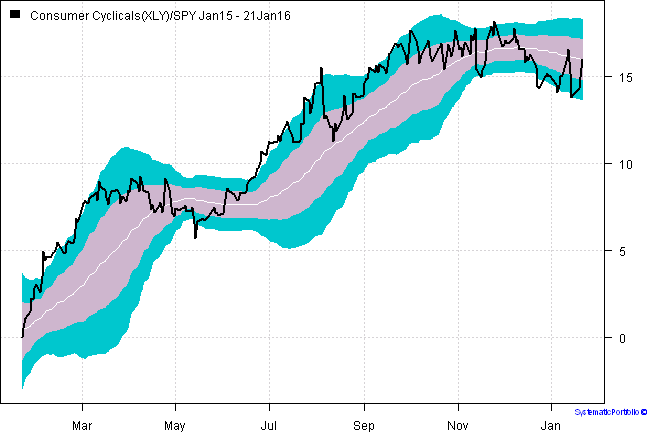 Consumer Cyclicals(XLY)/SPY Jan15 - 21Jan16
15
10
5
0
Mar May Jul Sep Nov Jan
SystematicPortfolio ©